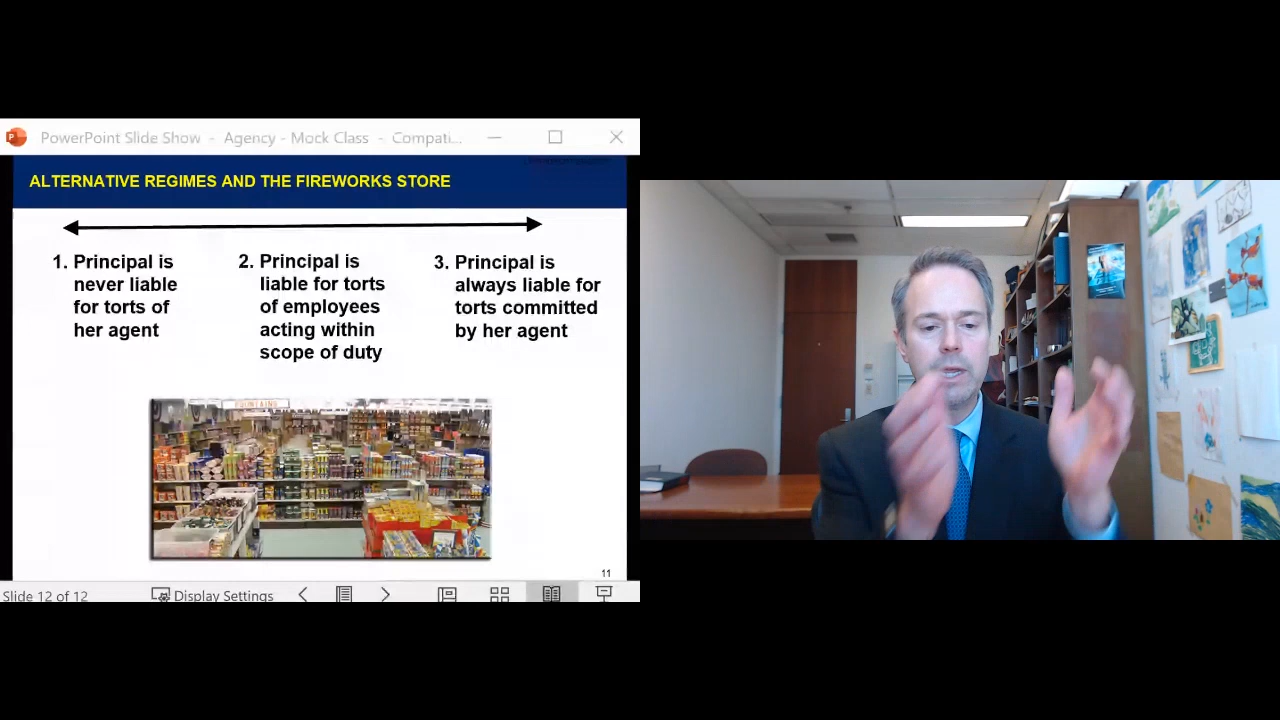 PowerPoint Slide Show - Agency - Mock Class - Compati...
ALTERNATIVE REGIMES AND THE FIREWORKS STORE
1. Principal is
never liable
for torts of
her agent
2. Principal is
liable for torts
of employees
acting within
scope of duty
3. Principal is
always liable for
torts committed
by her agent
FOUNTAINS
11
Slide 12 of 12
Display Settings